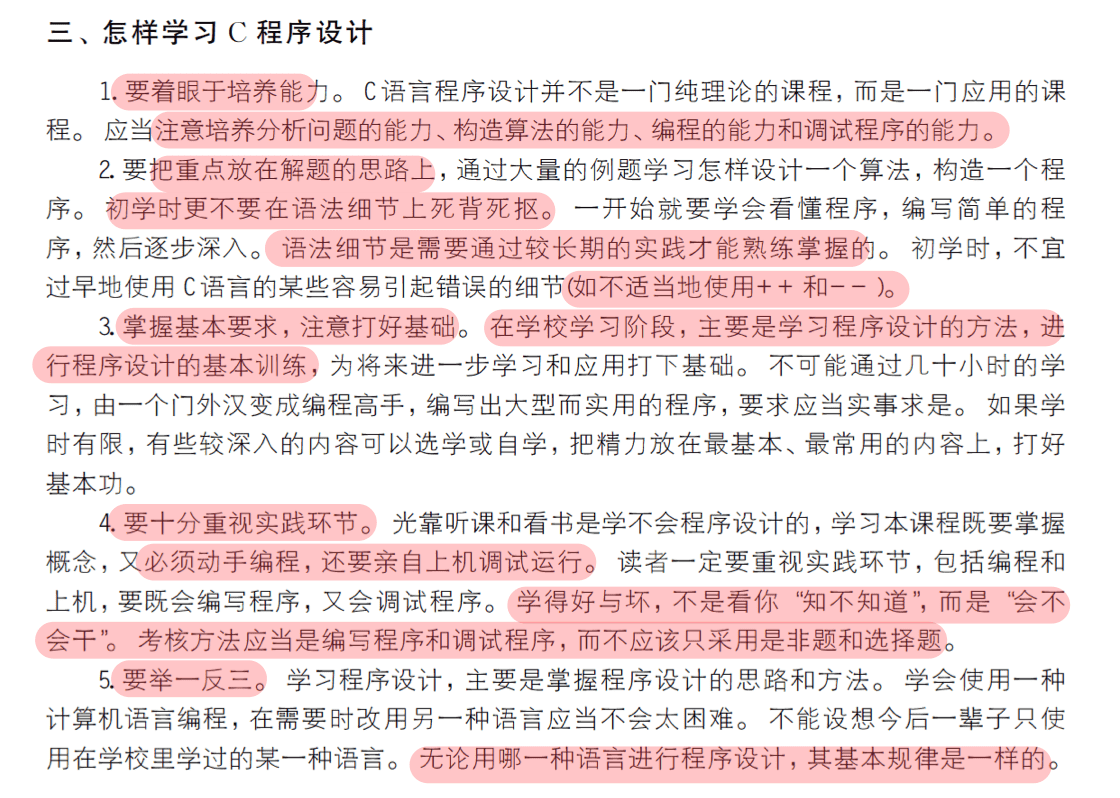 三、怎样学习 C 程序设计
1. 要着眼于培养能力。 C 语言程序设计并不是一门纯理论的课程，而是一门应用的课
程。 应当注意培养分析问题的能力、构造算法的能力、编程的能力和调试程序的能力。
2. 要把重点放在解题的思路上，通过大量的例题学习怎样设计一个算法，构造一个程
序。 初学时更不要在语法细节上死背死抠。 一开始就要学会看懂程序，编写简单的程
序，然后逐步深入。 语法细节是需要通过较长期的实践才能熟练掌握的。 初学时，不宜
过早地使用 C 语言的某些容易引起错误的细节(如不适当地使用++ 和-- )。
3. 掌握基本要求，注意打好基础。 在学校学习阶段，主要是学习程序设计的方法，进
行程序设计的基本训练，为将来进一步学习和应用打下基础。 不可能通过几十小时的学
习，由一个门外汉变成编程高手，编写出大型而实用的程序，要求应当实事求是。 如果学
时有限，有些较深入的内容可以选学或自学，把精力放在最基本、最常用的内容上，打好
基本功。
4. 要十分重视实践环节。 光靠听课和看书是学不会程序设计的，学习本课程既要掌握
概念，又必须动手编程，还要亲自上机调试运行。 读者一定要重视实践环节，包括编程和
上机，要既会编写程序，又会调试程序。 学得好与坏，不是看你 “知不知道”，而是 “会不
会干”。 考核方法应当是编写程序和调试程序，而不应该只采用是非题和选择题。
5. 要举一反三。 学习程序设计，主要是掌握程序设计的思路和方法。 学会使用一种
计算机语言编程，在需要时改用另一种语言应当不会太困难。 不能设想今后一辈子只使
用在学校里学过的某一种语言。 无论用哪一种语言进行程序设计，其基本规律是一样的。